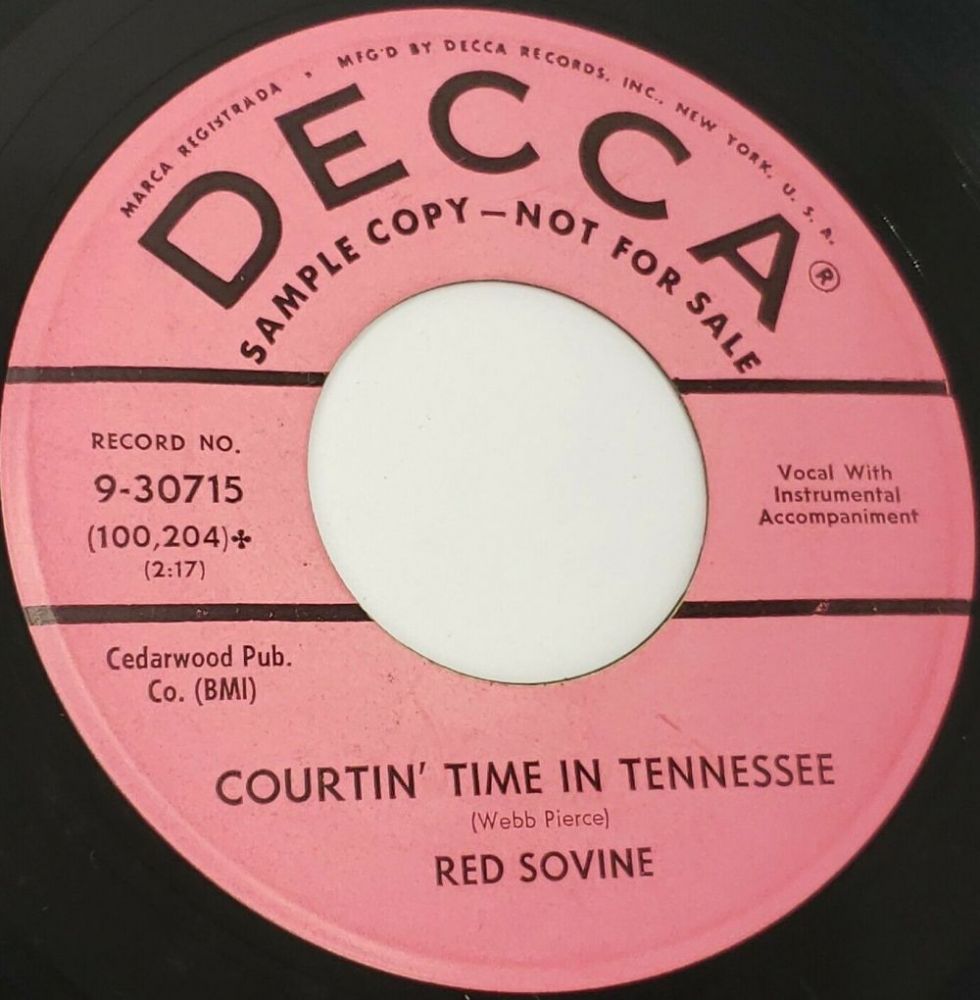 MARCA REGISTRADA • MFG'D BY DECCA RECORDS, INC., NEW YORK, U. S. A.
DECCA®
SAMPLE COPY—NOT FOR SALE
RECORD NO.
9-30715
(100,204)✤
(2:17)
Vocal With
Instrumental
Accompaniment
Cedarwood Pub.
Co. (BMI)
COURTIN' TIME IN TENNESSEE
(Webb Pierce)
RED SOVINE